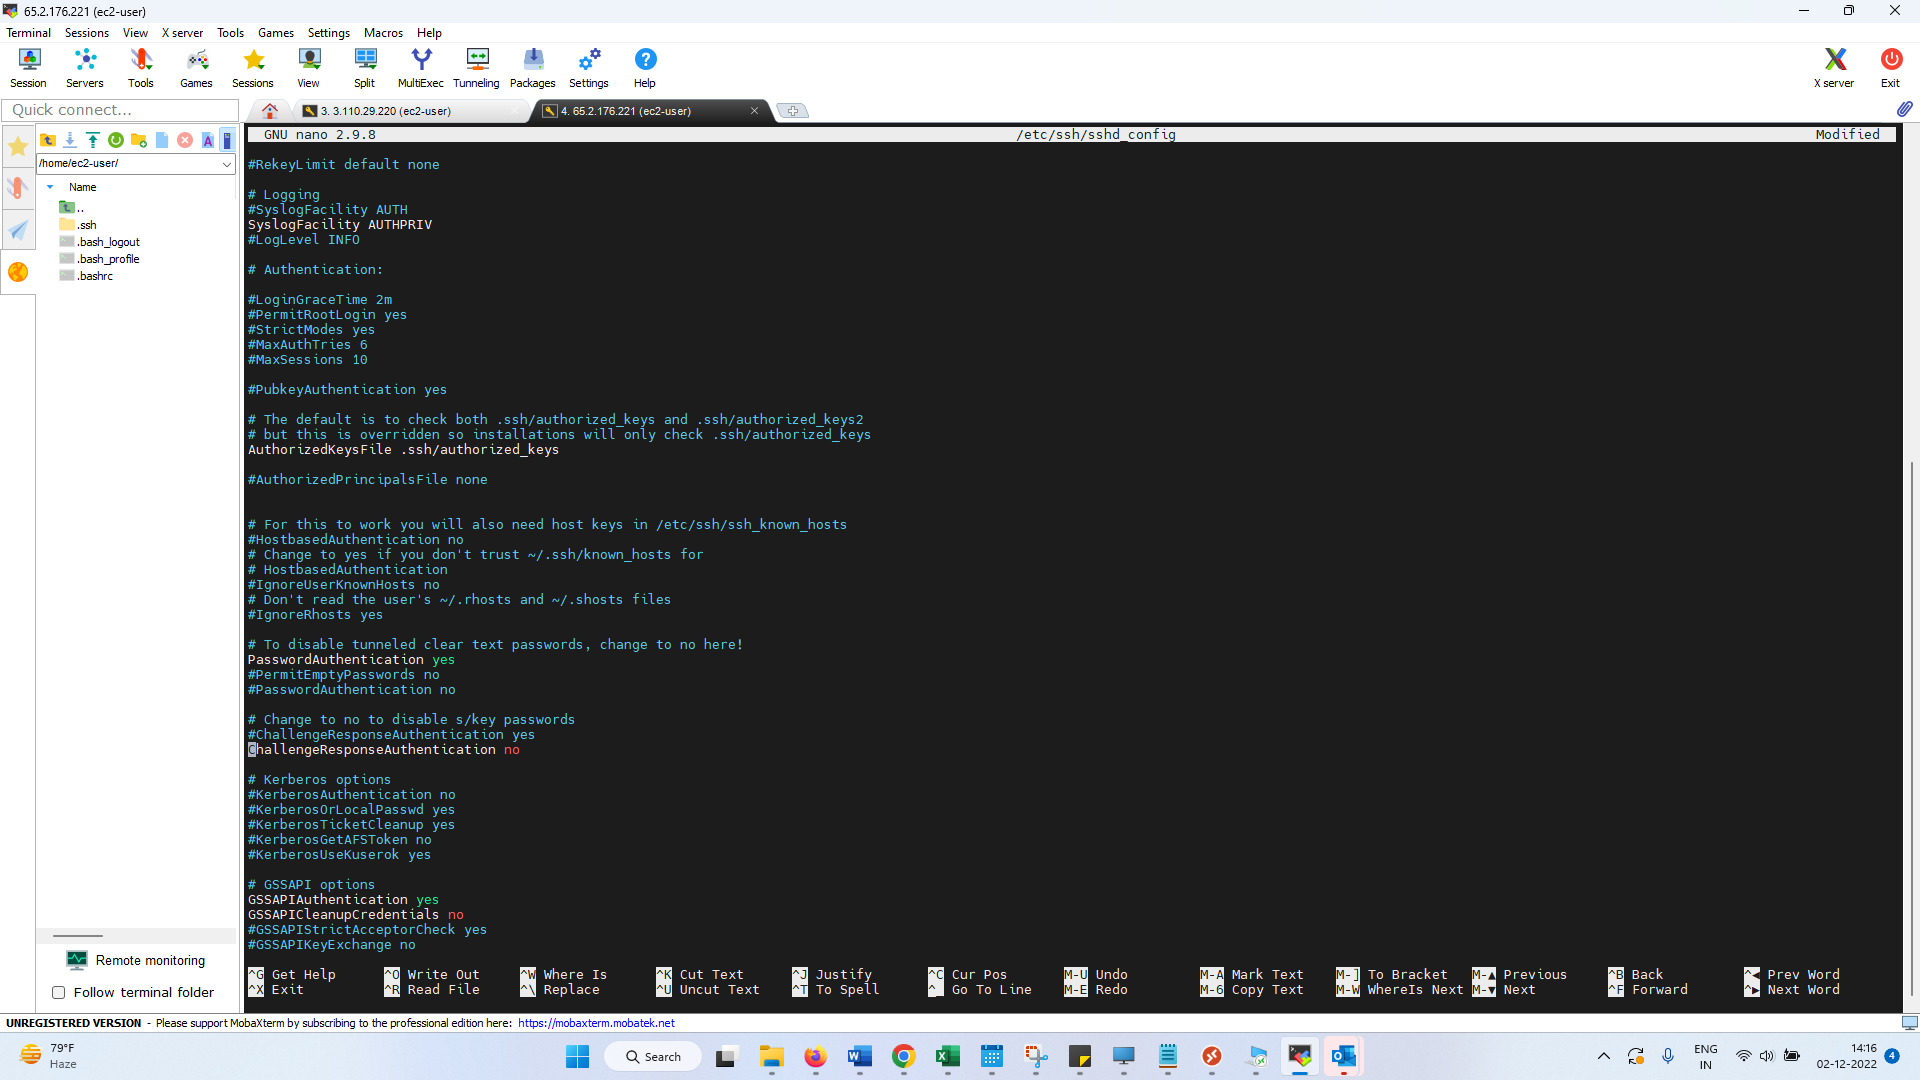 65.2.176.221 (ec2-user)
Terminal Sessions View X server Tools Games Settings Macros Help
Session Servers Tools Games Sessions View Split MultiExec Tunneling Packages Settings Help X server Exit
Quick connect...
3. 3.110.29.220 (ec2-user)
4. 65.2.176.221 (ec2-user)
/home/ec2-user/
Name
..
.ssh
.bash_logout
.bash_profile
.bashrc
Remote monitoring
Follow terminal folder
GNU nano 2.9.8 /etc/ssh/sshd_config Modified
#RekeyLimit default none
# Logging
#SyslogFacility AUTH
SyslogFacility AUTHPRIV
#LogLevel INFO
# Authentication:
#LoginGraceTime 2m
#PermitRootLogin yes
#StrictModes yes
#MaxAuthTries 6
#MaxSessions 10
#PubkeyAuthentication yes
# The default is to check both .ssh/authorized_keys and .ssh/authorized_keys2
# but this is overridden so installations will only check .ssh/authorized_keys
AuthorizedKeysFile .ssh/authorized_keys
#AuthorizedPrincipalsFile none
# For this to work you will also need host keys in /etc/ssh/ssh_known_hosts
#HostbasedAuthentication no
# Change to yes if you don't trust ~/.ssh/known_hosts for
# HostbasedAuthentication
#IgnoreUserKnownHosts no
# Don't read the user's ~/.rhosts and ~/.shosts files
#IgnoreRhosts yes
# To disable tunneled clear text passwords, change to no here!
PasswordAuthentication yes
#PermitEmptyPasswords no
#PasswordAuthentication no
# Change to no to disable s/key passwords
#ChallengeResponseAuthentication yes
ChallengeResponseAuthentication no
# Kerberos options
#KerberosAuthentication no
#KerberosOrLocalPasswd yes
#KerberosTicketCleanup yes
#KerberosGetAFSToken no
#KerberosUseKuserok yes
# GSSAPI options
GSSAPIAuthentication yes
GSSAPICleanupCredentials no
#GSSAPIStrictAcceptorCheck yes
#GSSAPIKeyExchange no
^G Get Help ^O Write Out ^W Where Is ^K Cut Text ^J Justify ^C Cur Pos M-U Undo M-A Mark Text M-] To Bracket M-▲ Previous ^B Back ^◀ Prev Word
^X Exit ^R Read File ^\ Replace ^U Uncut Text ^T To Spell ^_ Go To Line M-E Redo M-6 Copy Text M-W WhereIs Next M-▼ Next ^F Forward ^▶ Next Word
UNREGISTERED VERSION - Please support MobaXterm by subscribing to the professional edition here: https://mobaxterm.mobatek.net
79°F
Haze
Search
ENG
IN
14:16
02-12-2022
4